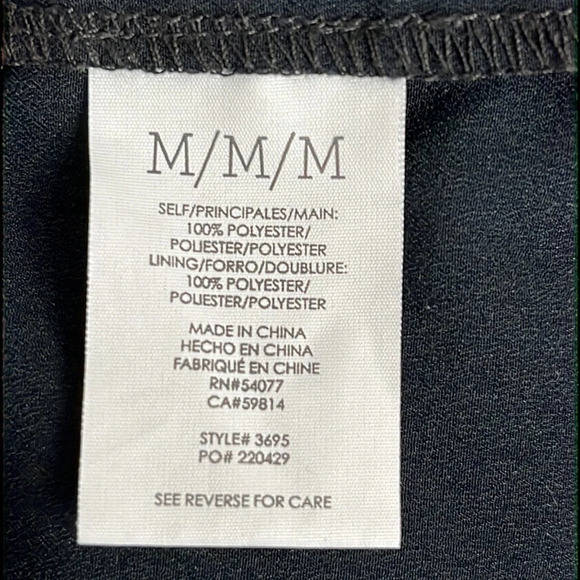 M/M/M
SELF/PRINCIPALES/MAIN:
100% POLYESTER/
POLIESTER/POLYESTER
LINING/FORRO/DOUBLURE:
100% POLYESTER/
POLIESTER/POLYESTER
MADE IN CHINA
HECHO EN CHINA
FABRIQUÉ EN CHINE
RN#54077
CA#59814
STYLE# 3695
PO# 220429
SEE REVERSE FOR CARE